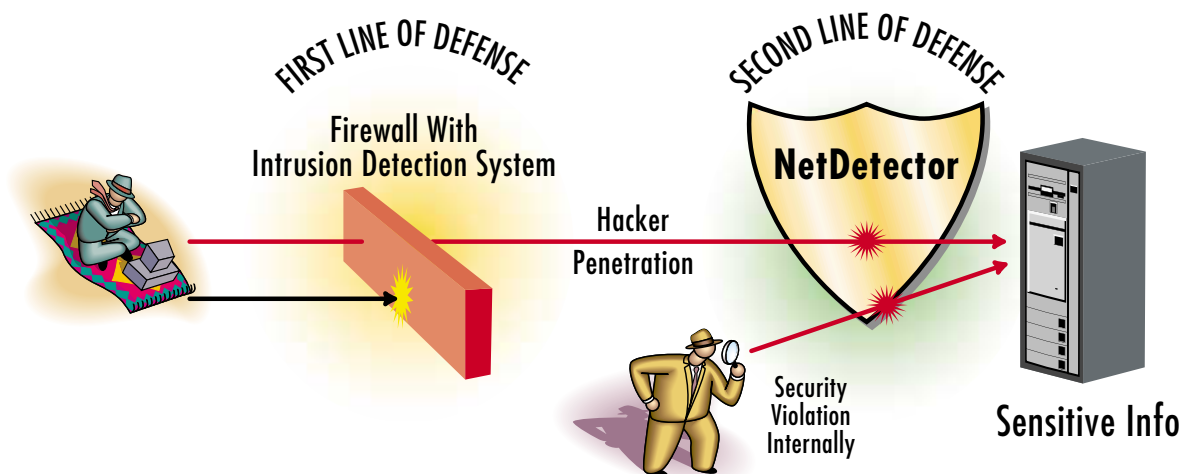 FIRST LINE OF DEFENSE
SECOND LINE OF DEFENSE
Firewall With
Intrusion Detection System
NetDetector
Hacker
Penetration
Security
Violation
Internally
Sensitive Info